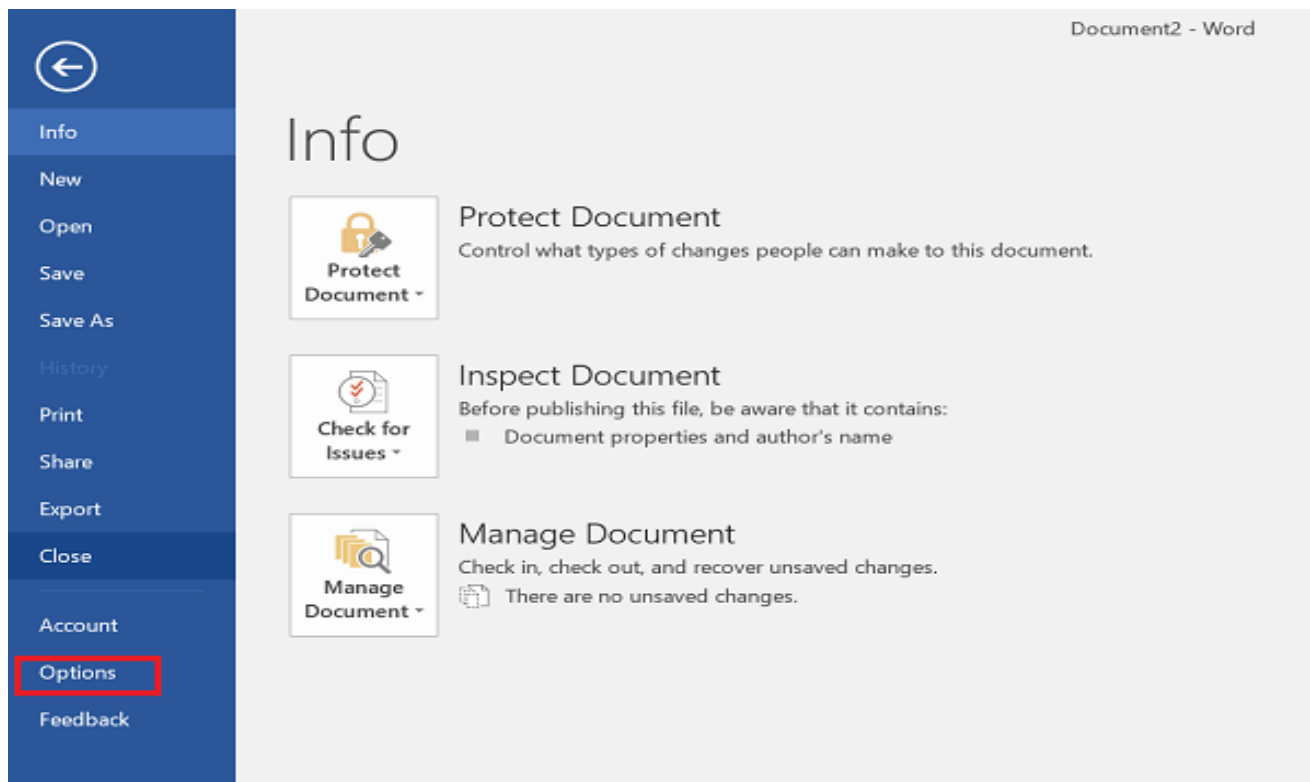 Document2 - Word
Info
New
Open
Save
Save As
History
Print
Share
Export
Close
Account
Options
Feedback
Info
Protect
Document
Protect Document
Control what types of changes people can make to this document.
Check for
Issues
Inspect Document
Before publishing this file, be aware that it contains:
Document properties and author's name
Manage
Document
Manage Document
Check in, check out, and recover unsaved changes.
There are no unsaved changes.